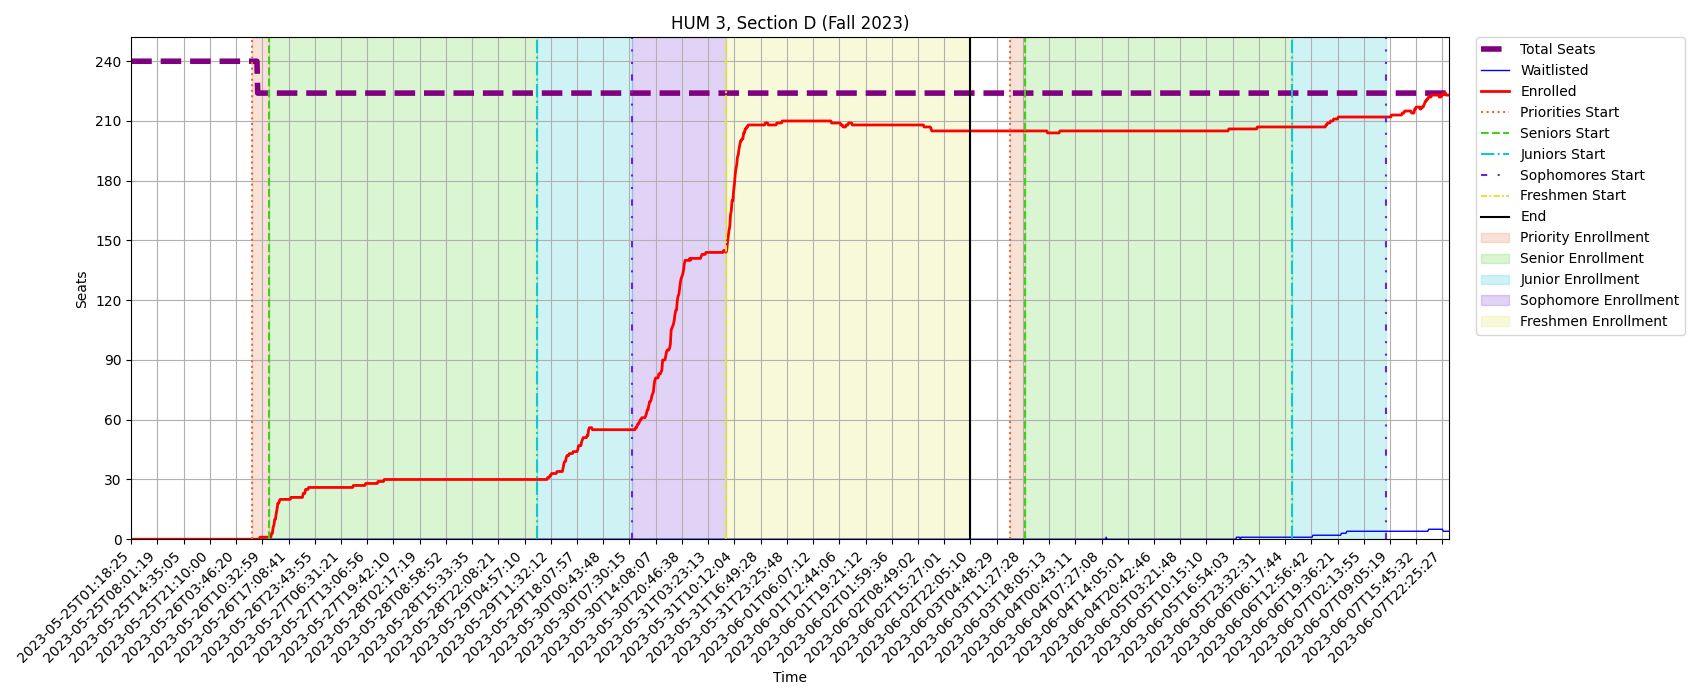 HUM 3, Section D (Fall 2023)
Seats
240
210
180
150
120
90
60
30
0
2023-05-25T01:18:25
2023-05-25T08:01:19
2023-05-25T14:35:05
2023-05-25T21:10:00
2023-05-26T03:46:20
2023-05-26T10:32:59
2023-05-26T17:08:41
2023-05-26T23:43:55
2023-05-27T06:31:21
2023-05-27T13:06:56
2023-05-27T19:42:10
2023-05-28T02:17:19
2023-05-28T08:58:52
2023-05-28T15:33:35
2023-05-28T22:08:21
2023-05-29T04:57:10
2023-05-29T11:32:12
2023-05-29T18:07:57
2023-05-30T00:43:48
2023-05-30T07:30:15
2023-05-30T14:08:07
2023-05-30T20:46:38
2023-05-31T03:23:13
2023-05-31T10:12:04
2023-05-31T16:49:28
2023-05-31T23:25:48
2023-06-01T06:07:12
2023-06-01T12:44:06
2023-06-01T19:21:12
2023-06-02T01:59:36
2023-06-02T08:49:02
2023-06-02T15:27:01
2023-06-02T22:05:10
2023-06-03T04:48:29
2023-06-03T11:27:28
2023-06-03T18:05:13
2023-06-04T00:43:11
2023-06-04T07:27:08
2023-06-04T14:05:01
2023-06-04T20:42:46
2023-06-05T03:21:48
2023-06-05T10:15:10
2023-06-05T16:54:03
2023-06-05T23:32:31
2023-06-06T06:17:44
2023-06-06T12:56:42
2023-06-06T19:36:21
2023-06-07T02:13:55
2023-06-07T09:05:19
2023-06-07T15:45:32
2023-06-07T22:25:27
Time
Total Seats
Waitlisted
Enrolled
Priorities Start
Seniors Start
Juniors Start
Sophomores Start
Freshmen Start
End
Priority Enrollment
Senior Enrollment
Junior Enrollment
Sophomore Enrollment
Freshmen Enrollment